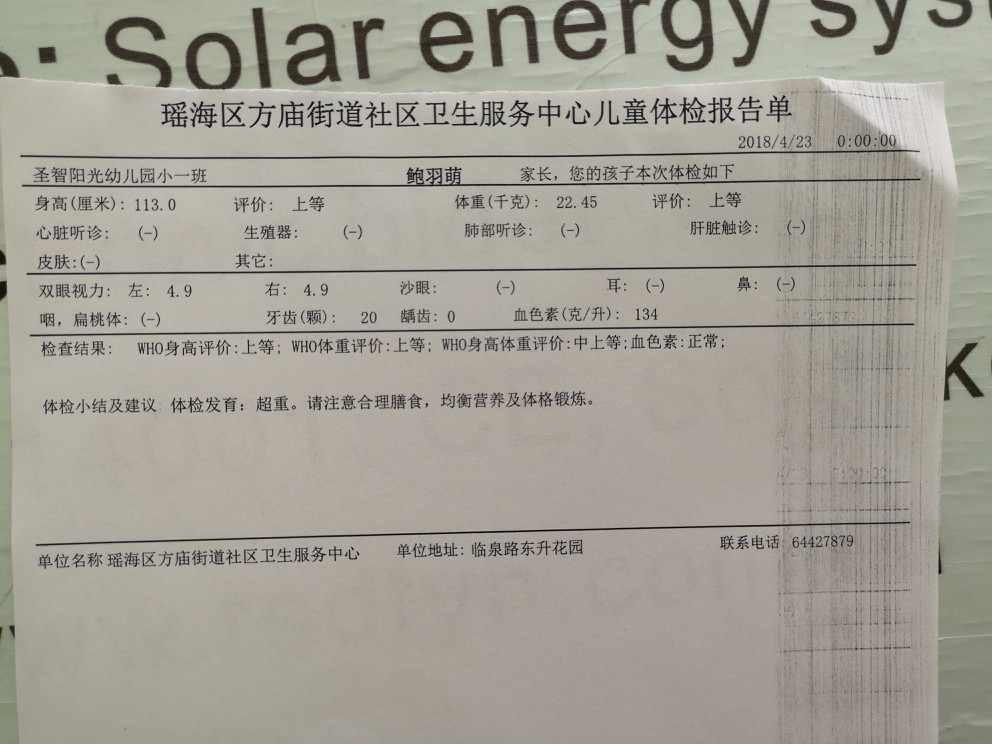 : Solar energy sys
瑶海区方庙街道社区卫生服务中心儿童体检报告单
2018/4/23 0:00:00
圣智阳光幼儿园小一班 鲍羽萌 家长，您的孩子本次体检如下
身高(厘米): 113.0 评价: 上等 体重(千克): 22.45 评价: 上等
心脏听诊: (-) 生殖器: (-) 肺部听诊: (-) 肝脏触诊: (-)
皮肤:(-) 其它:
双眼视力: 左: 4.9 右: 4.9 沙眼: (-) 耳: (-) 鼻: (-)
咽，扁桃体: (-) 牙齿(颗): 20 龋齿: 0 血色素(克/升): 134
检查结果: WHO身高评价:上等; WHO体重评价:上等; WHO身高体重评价:中上等;血色素:正常;
体检小结及建议 体检发育: 超重。请注意合理膳食，均衡营养及体格锻炼。
单位名称 瑶海区方庙街道社区卫生服务中心 单位地址: 临泉路东升花园 联系电话 64427879